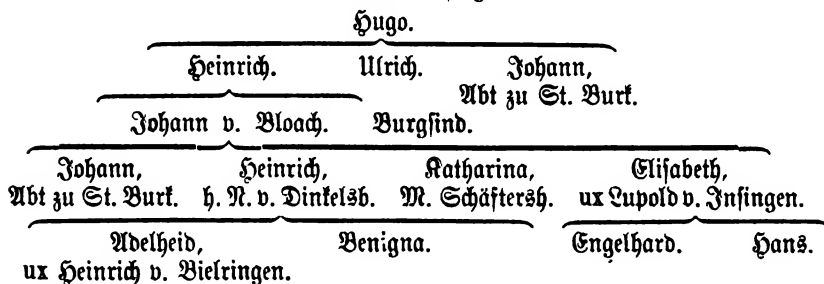 Hugo.
Heinrich. Ulrich. Johann,
Abt zu St. Burk.
Johann v. Bloach. Burgsind.
Johann, Heinrich, Katharina, Elisabeth,
Abt zu St. Burk. h. N. v. Dinkelsb. M. Schäftersh. ux Lupold v. Insingen.
Adelheid, Benigna. Engelhard. Hans.
ux Heinrich v. Bielringen.